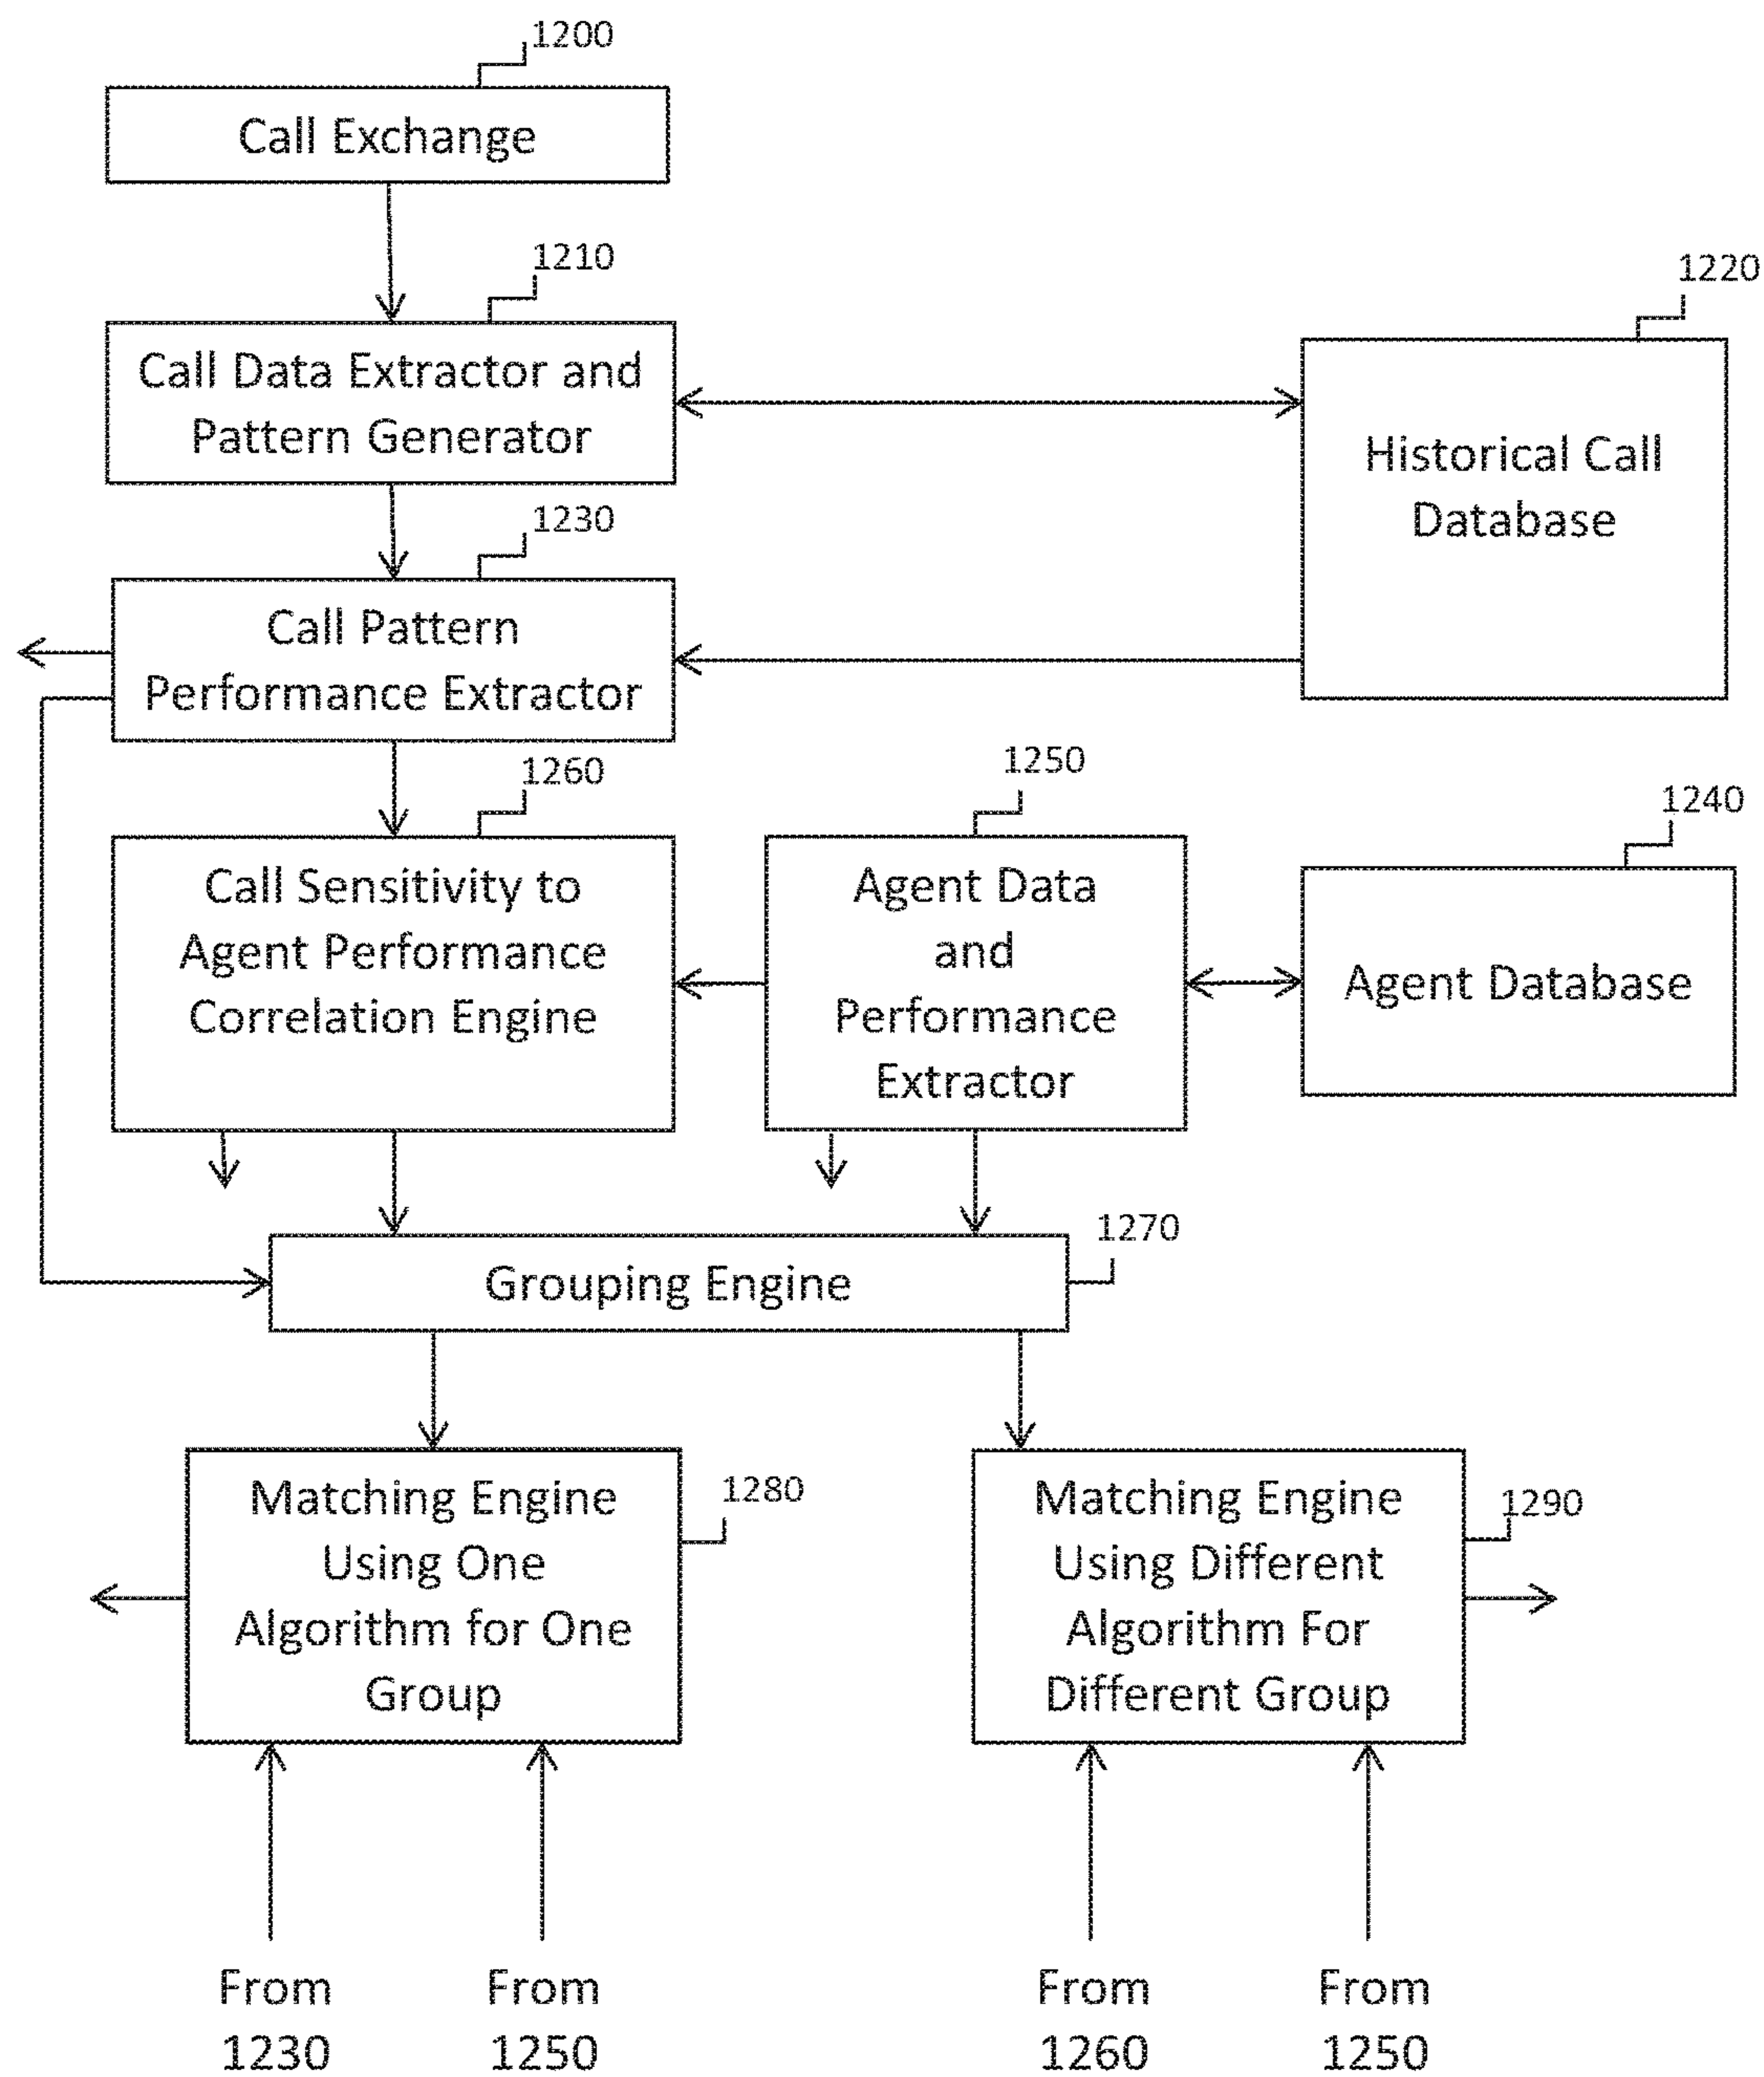 1200
Call Exchange
1210
1220
Call Data Extractor and
Pattern Generator
Historical Call
Database
1230
Call Pattern
Performance Extractor
1260
1250
1240
Call Sensitivity to
Agent Performance
Correlation Engine
Agent Data
and
Performance
Extractor
Agent Database
1270
Grouping Engine
Matching Engine
Using One
Algorithm for One
Group
1280
Matching Engine
Using Different
Algorithm For
Different Group
1290
From
1230
From
1250
From
1260
From
1250